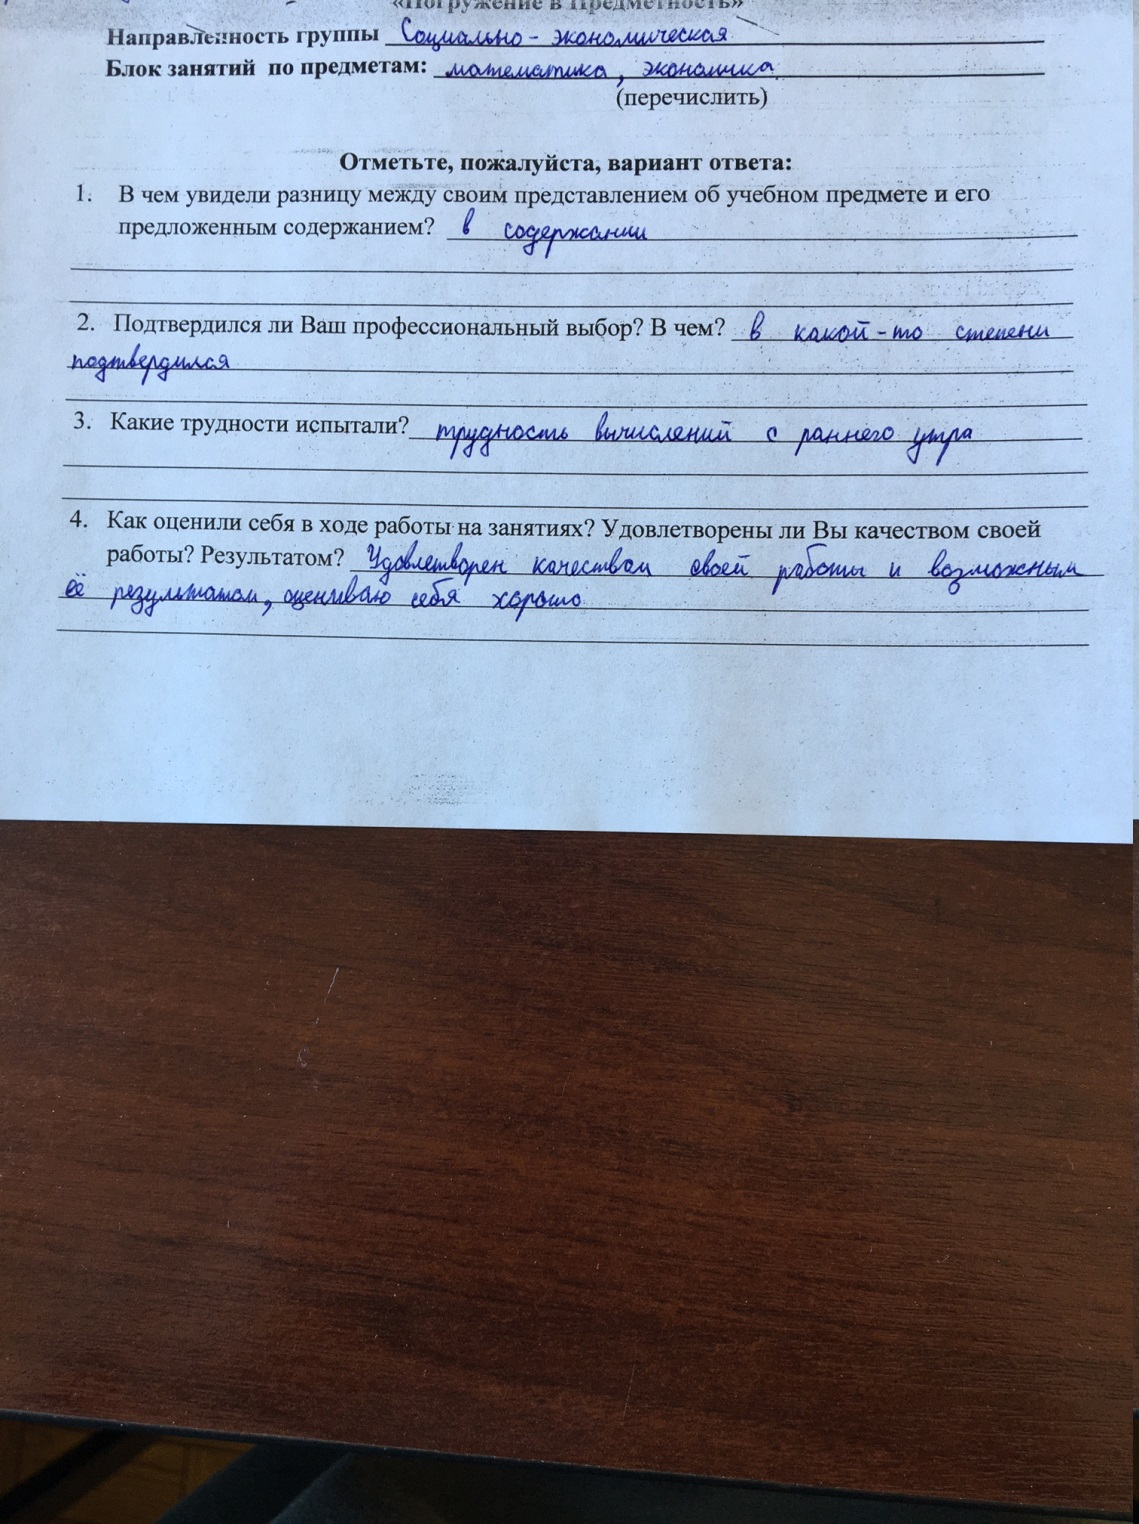 «Погружение в Предметность»
Направленность группы Социально - экономическая
Блок занятий по предметам: математика, экономика
(перечислить)
Отметьте, пожалуйста, вариант ответа:
1. В чем увидели разницу между своим представлением об учебном предмете и его
предложенным содержанием? в содержании
2. Подтвердился ли Ваш профессиональный выбор? В чем? в какой-то степени
подтвердился
3. Какие трудности испытали? трудность вычислений с раннего утра
4. Как оценили себя в ходе работы на занятиях? Удовлетворены ли Вы качеством своей
работы? Результатом? Удовлетворен качеством своей работы и возможным
её результатом, оцениваю себя хорошо